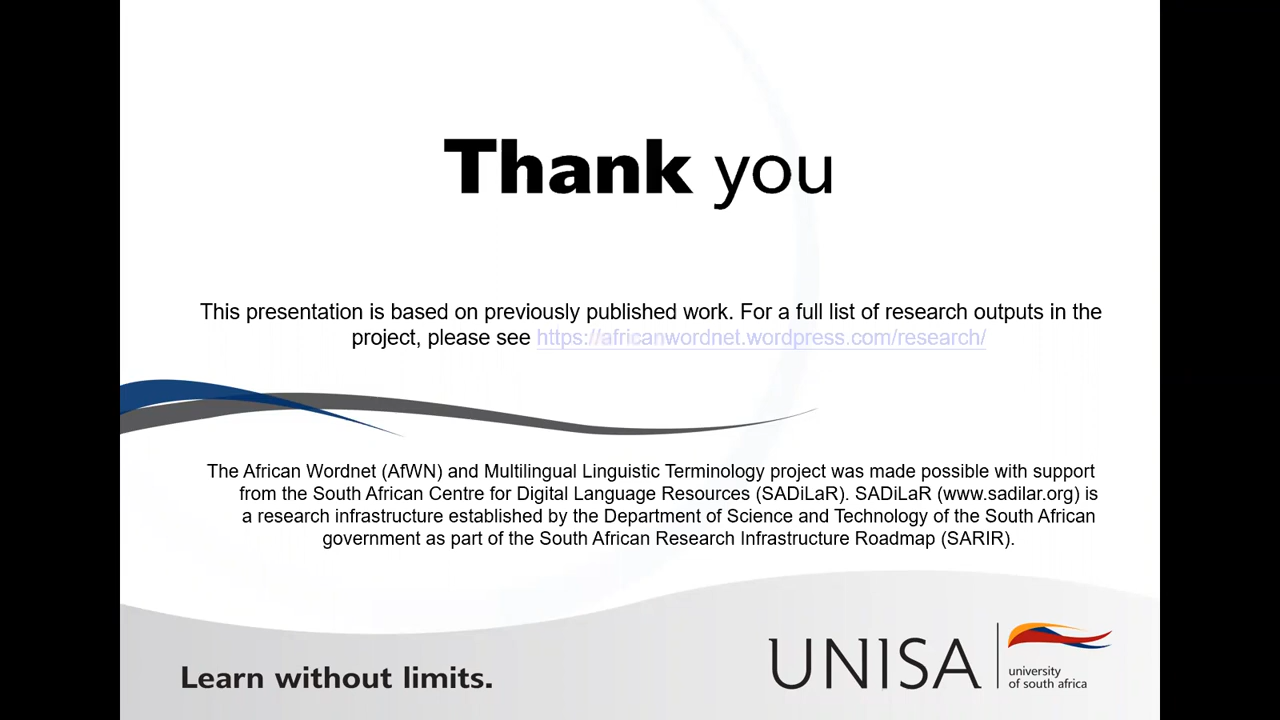 Thank you
This presentation is based on previously published work. For a full list of research outputs in the
project, please see https://africanwordnet.wordpress.com/research/
The African Wordnet (AfWN) and Multilingual Linguistic Terminology project was made possible with support
from the South African Centre for Digital Language Resources (SADiLaR). SADiLaR (www.sadilar.org) is
a research infrastructure established by the Department of Science and Technology of the South African
government as part of the South African Research Infrastructure Roadmap (SARIR).
Learn without limits.
UNISA
university
of south africa